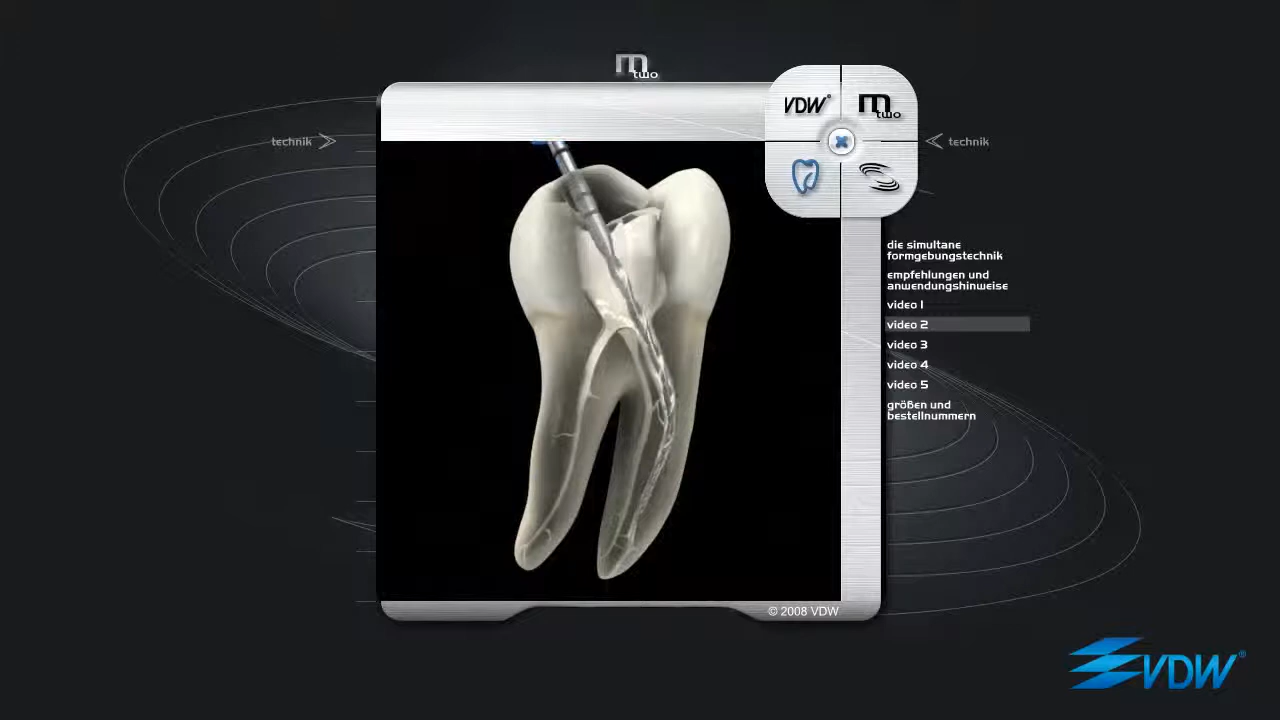 m
two
VDW®
m
two
technik
technik
die simultane
formgebungstechnik
empfehlungen und
anwendungshinweise
video 1
video 2
video 3
video 4
video 5
größen und
bestellnummern
© 2008 VDW
VDW®